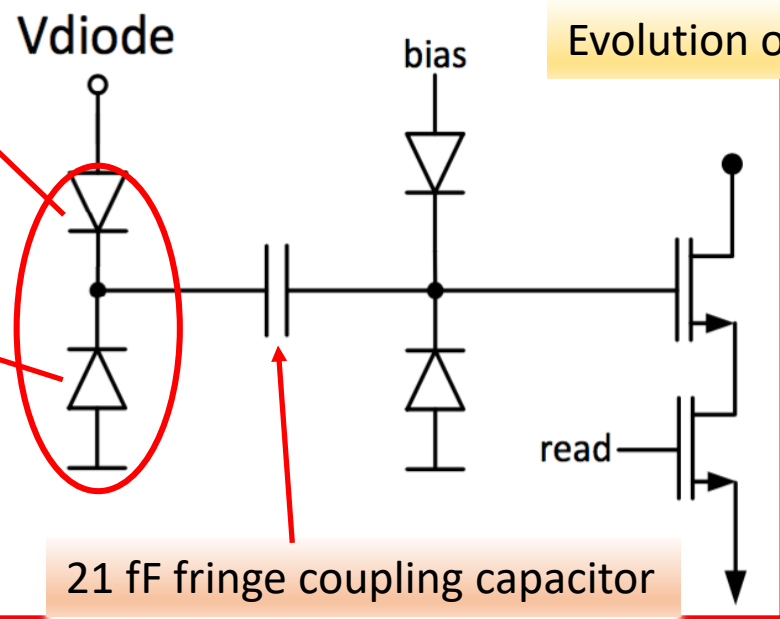 Vdiode
bias
Evolution o
read
21 fF fringe coupling capacitor